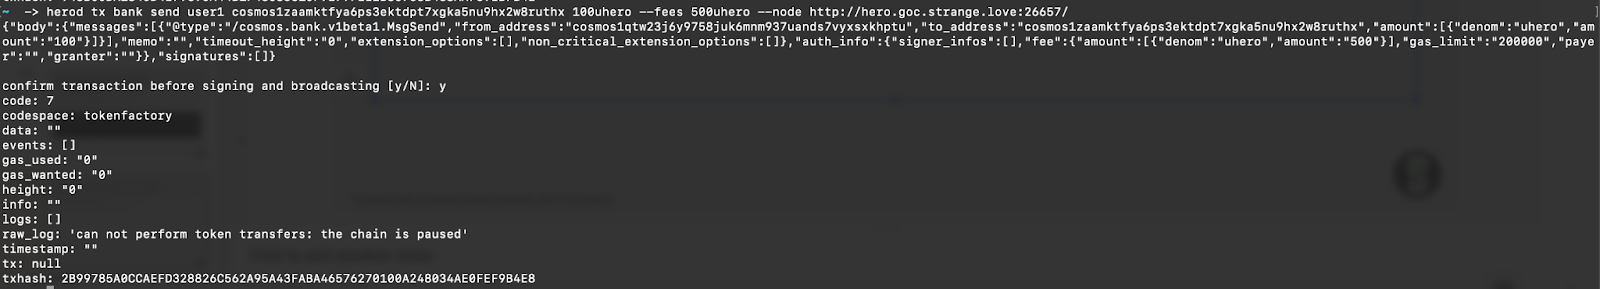 ~ -> herod tx bank send user1 cosmos1zaamktfya6ps3ektdpt7xgka5nu9hx2w8ruthx 100uhero --fees 500uhero --node http://hero.goc.strange.love:26657/
{"body":{"messages":[{"@type":"/cosmos.bank.v1beta1.MsgSend","from_address":"cosmos1qtw23j6y9758juk6mnm937uands7vyxsxkhptu","to_address":"cosmos1zaamktfya6ps3ektdpt7xgka5nu9hx2w8ruthx","amount":[{"denom":"uhero","am
ount":"100"}]}],"memo":"","timeout_height":"0","extension_options":[],"non_critical_extension_options":[]},"auth_info":{"signer_infos":[],"fee":{"amount":[{"denom":"uhero","amount":"500"}],"gas_limit":"200000","paye
r":"","granter":""}},"signatures":[]}
confirm transaction before signing and broadcasting [y/N]: y
code: 7
codespace: tokenfactory
data: ""
events: []
gas_used: "0"
gas_wanted: "0"
height: "0"
info: ""
logs: []
raw_log: 'can not perform token transfers: the chain is paused'
timestamp: ""
tx: null
txhash: 2B99785A0CCAEFD328826C562A95A43FABA46576270100A248034AE0FEF9B4E8